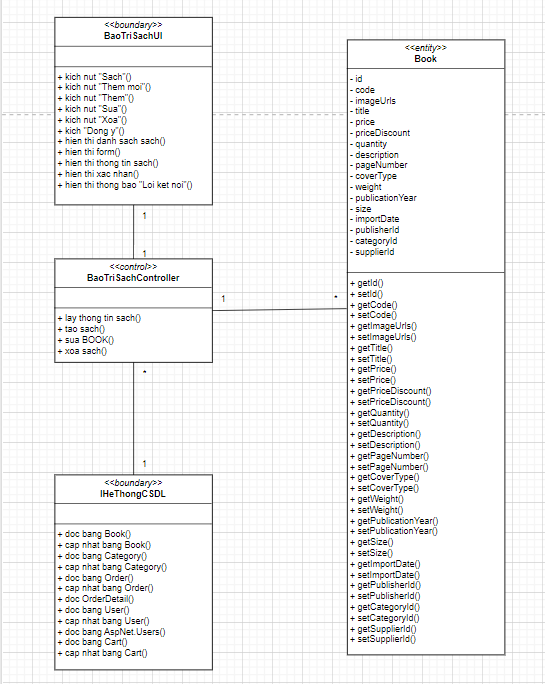 <<boundary>>
BaoTriSachUI
+ kich nut "Sach"()
+ kich nut "Them moi"()
+ kich nut "Them"()
+ kich nut "Sua"()
+ kich nut "Xoa"()
+ kich "Dong y"()
+ hien thi danh sach sach()
+ hien thi form()
+ hien thi thong tin sach()
+ hien thi xac nhan()
+ hien thi thong bao "Loi ket noi"()
1
1
<<control>>
BaoTriSachController
+ lay thong tin sach()
+ tao sach()
+ sua BOOK()
+ xoa sach()
1
*
*
1
<<boundary>>
IHeThongCSDL
+ doc bang Book()
+ cap nhat bang Book()
+ doc bang Category()
+ cap nhat bang Category()
+ doc bang Order()
+ cap nhat bang Order()
+ doc OrderDetail()
+ doc bang User()
+ cap nhat bang User()
+ doc bang AspNet.Users()
+ doc bang Cart()
+ cap nhat bang Cart()
<<entity>>
Book
- id
- code
- imageUrls
- title
- price
- priceDiscount
- quantity
- description
- pageNumber
- coverType
- weight
- publicationYear
- size
- importDate
- publisherId
- categoryId
- supplierId
+ getId()
+ setId()
+ getCode()
+ setCode()
+ getImageUrls()
+ setImageUrls()
+ getTitle()
+ setTitle()
+ getPrice()
+ setPrice()
+ getPriceDiscount()
+ setPriceDiscount()
+ getQuantity()
+ setQuantity()
+ getDescription()
+ setDescription()
+ getPageNumber()
+ setPageNumber()
+ getCoverType()
+ setCoverType()
+ getWeight()
+ setWeight()
+ getPublicationYear()
+ setPublicationYear()
+ getSize()
+ setSize()
+ getImportDate()
+ setImportDate()
+ getPublisherId()
+ setPublisherId()
+ getCategoryId()
+ setCategoryId()
+ getSupplierId()
+ setSupplierId()